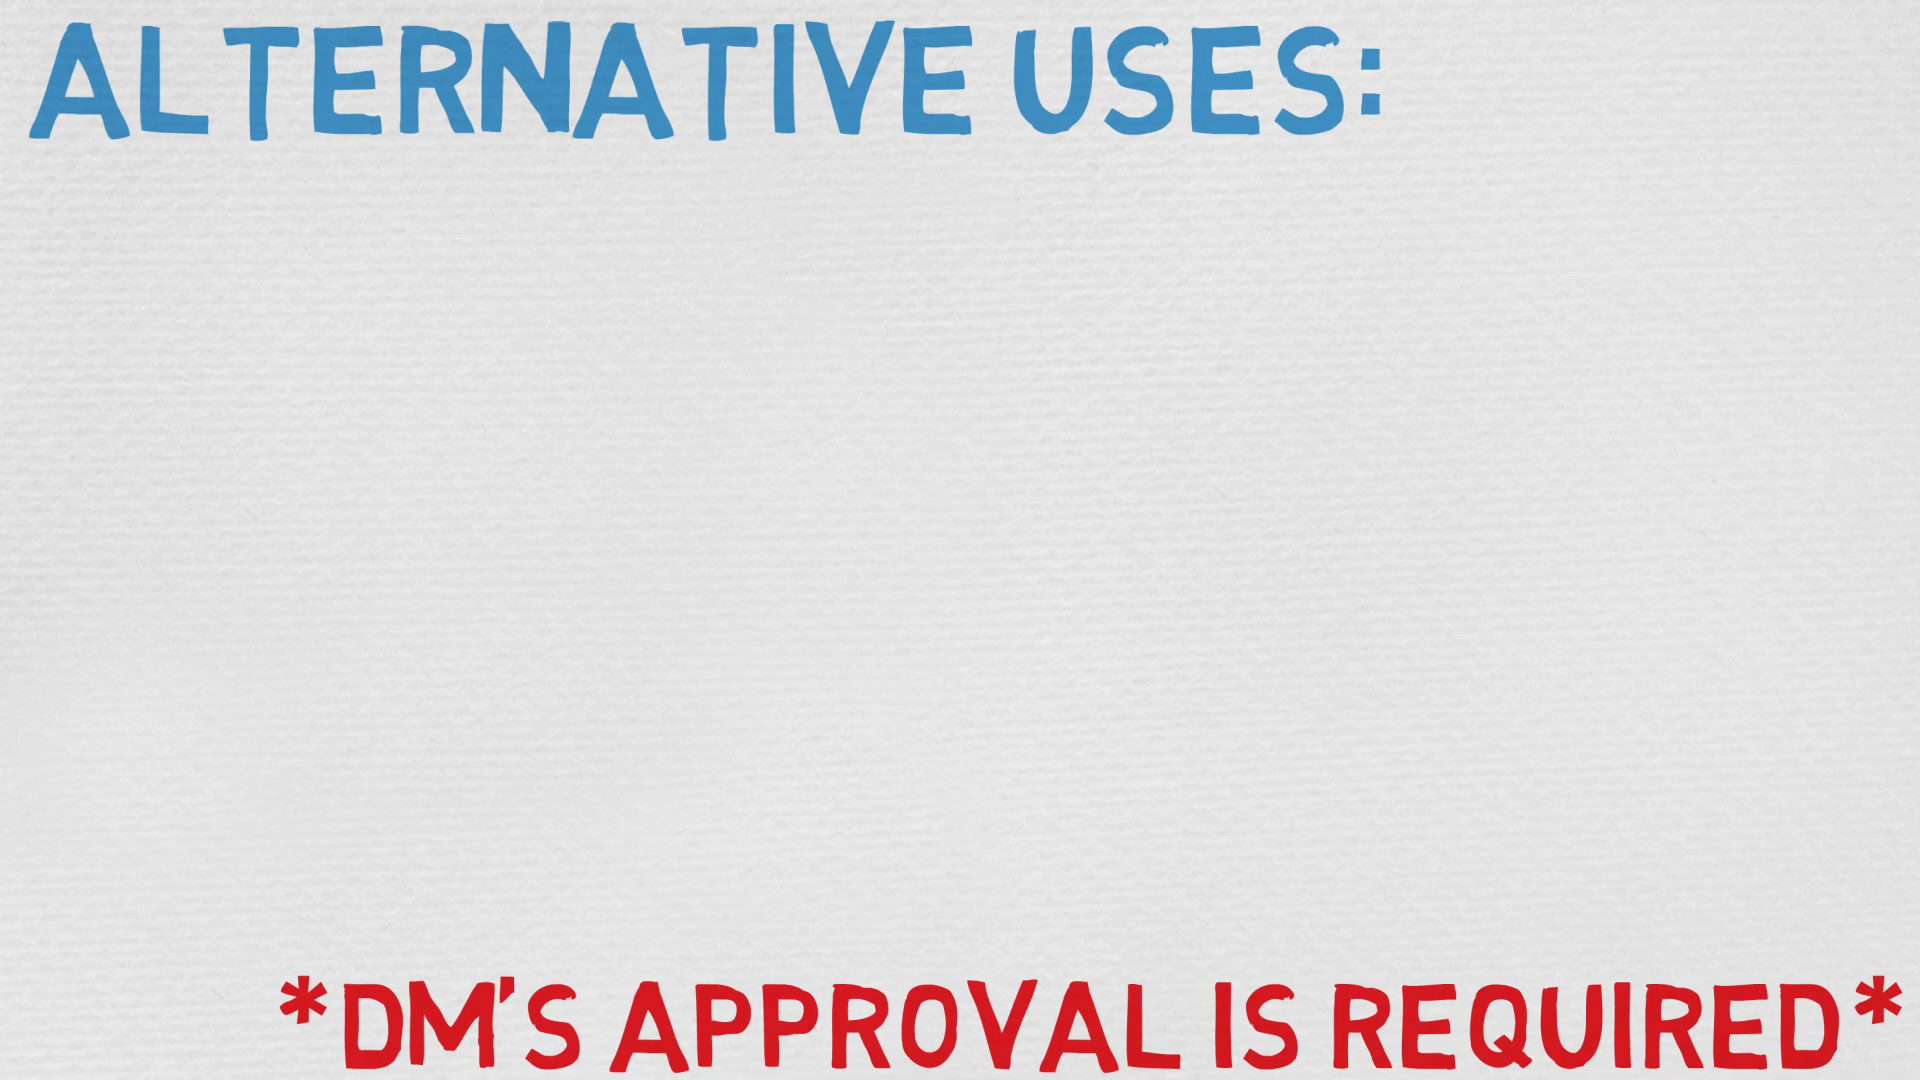 ALTERNATIVE USES:
*DM'S APPROVAL IS REQUIRED*